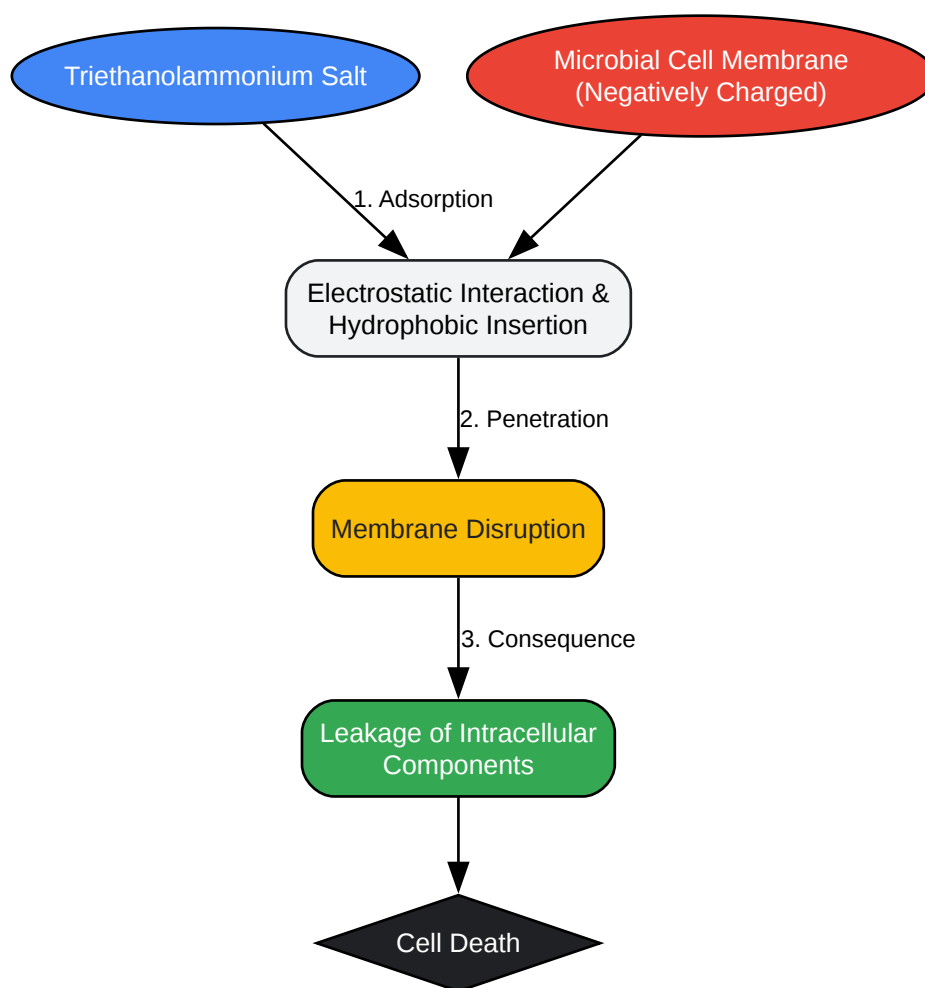 Triethanolammonium Salt
Microbial Cell Membrane
(Negatively Charged)
1. Adsorption
Electrostatic Interaction &
Hydrophobic Insertion
2. Penetration
Membrane Disruption
3. Consequence
Leakage of Intracellular
Components
Cell Death